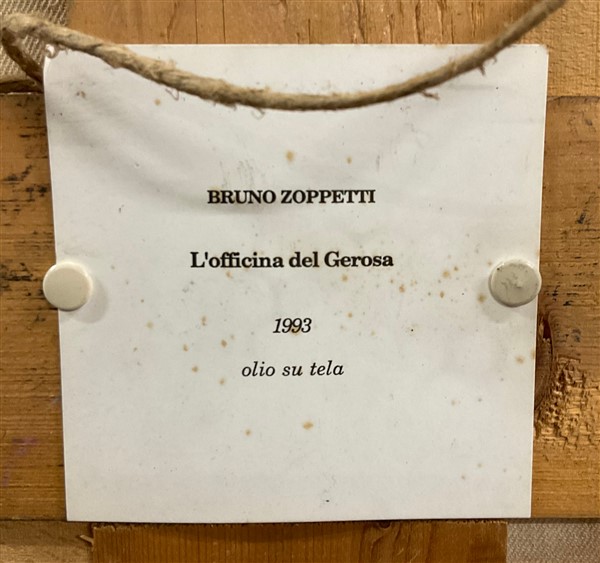 BRUNO ZOPPETTI
L'officina del Gerosa
1993
olio su tela